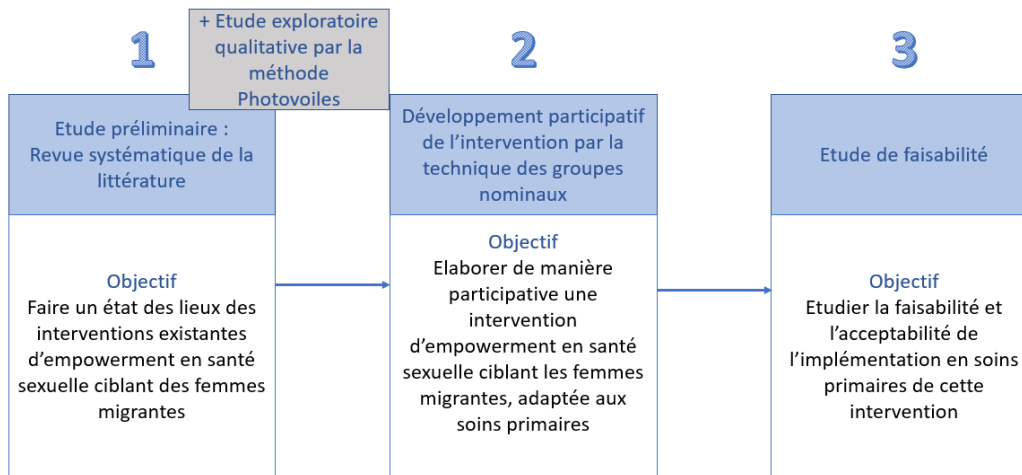 1
+ Etude exploratoire
qualitative par la
méthode
Photovoiles
2
3
Etude préliminaire :
Revue systématique de la
littérature
Développement participatif
de l'intervention par la
technique des groupes
nominaux
Etude de faisabilité
Objectif
Faire un état des lieux des
interventions existantes
d'empowerment en santé
sexuelle ciblant des femmes
migrantes
Objectif
Elaborer de manière
participative une
intervention
d'empowerment en santé
sexuelle ciblant les femmes
migrantes, adaptée aux
soins primaires
Objectif
Etudier la faisabilité et
l'acceptabilité de
l'implémentation en soins
primaires de cette
intervention